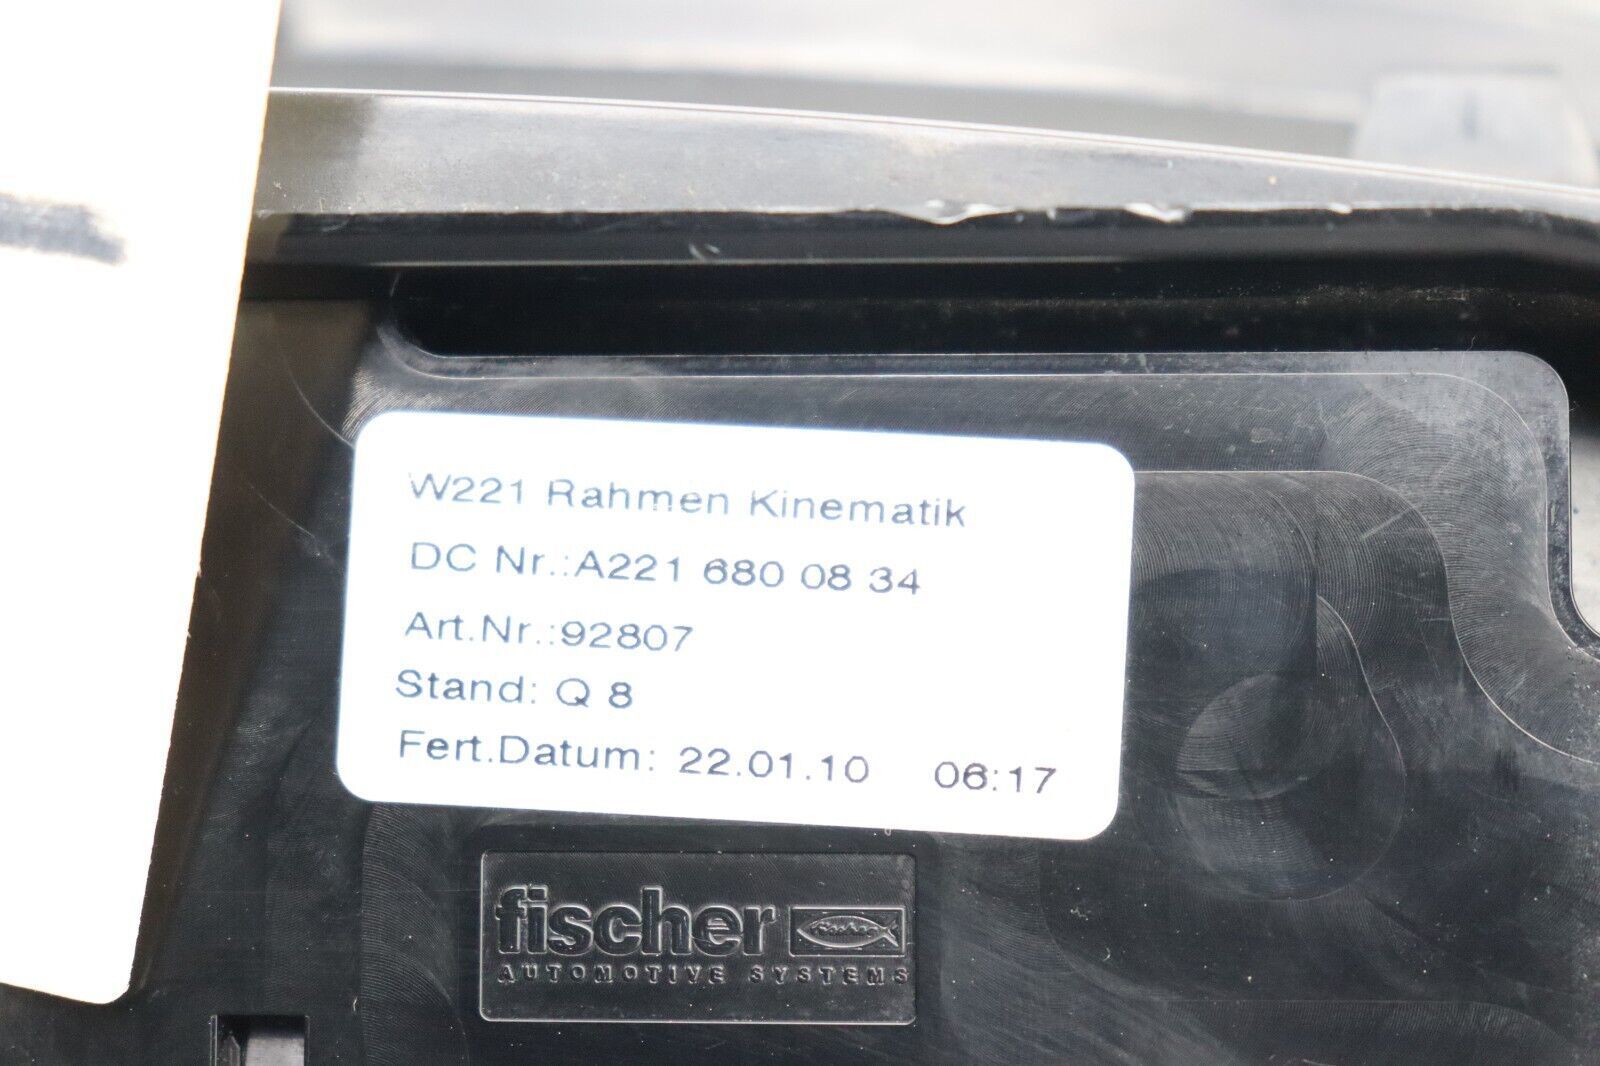 W221 Rahmen Kinematik
DC Nr.:A221 680 08 34
Art.Nr.:92807
Stand: Q 8
Fert.Datum: 22.01.10 06:17
fischer fischer
AUTOMOTIVE SYSTEMS